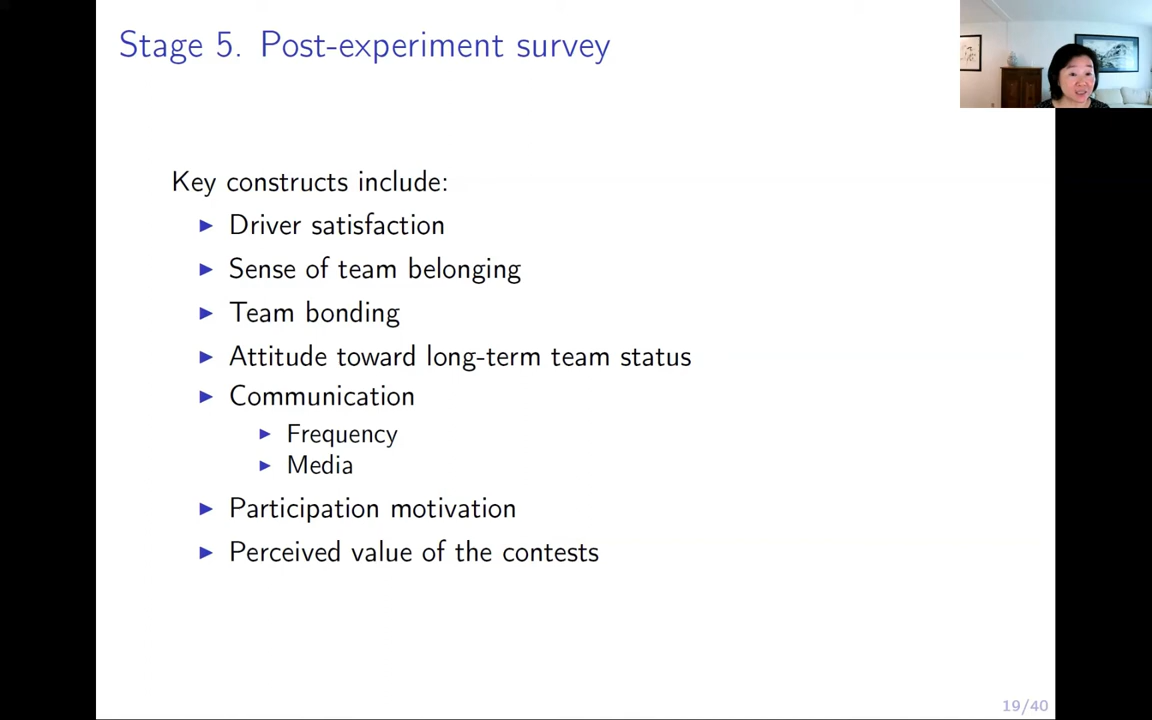 Stage 5. Post-experiment survey
Key constructs include:
▶ Driver satisfaction
▶ Sense of team belonging
▶ Team bonding
▶ Attitude toward long-term team status
▶ Communication
▶ Frequency
▶ Media
▶ Participation motivation
▶ Perceived value of the contests
19/40